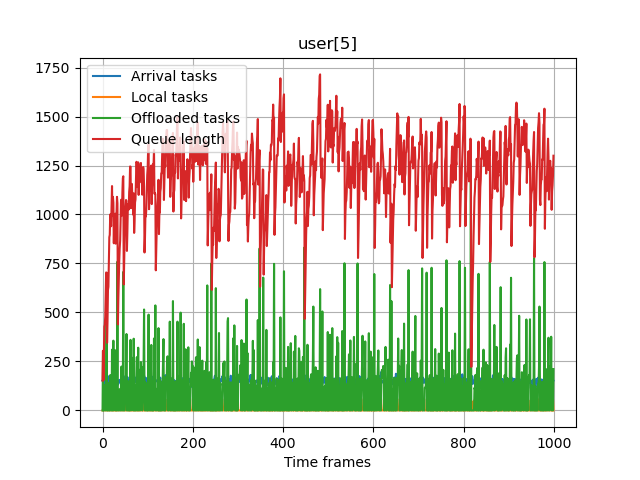 user[5]
Arrival tasks
Local tasks
Offloaded tasks
Queue length
1750
1500
1250
1000
750
500
250
0
0 200 400 600 800 1000
Time frames